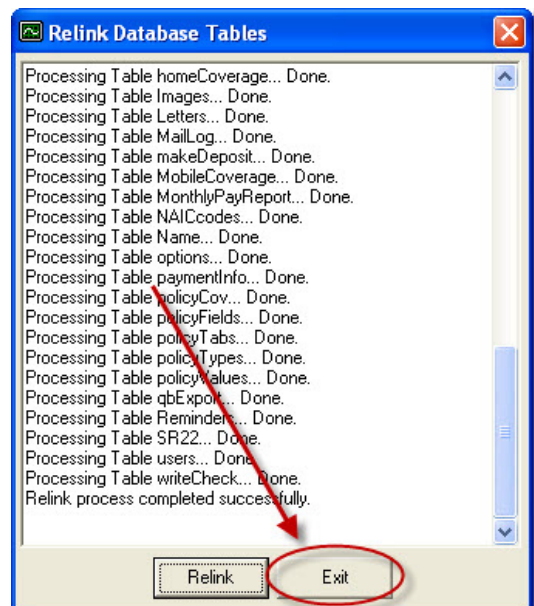 Relink Database Tables
Processing Table homeCoverage... Done.
Processing Table Images... Done.
Processing Table Letters... Done.
Processing Table MailLog... Done.
Processing Table makeDeposit... Done.
Processing Table MobileCoverage... Done.
Processing Table MonthlyPayReport... Done.
Processing Table NAICcodes... Done.
Processing Table Name... Done.
Processing Table options... Done.
Processing Table paymentInfo... Done.
Processing Table policyCov... Done.
Processing Table policyFields... Done.
Processing Table policyTabs... Done.
Processing Table policyTypes... Done.
Processing Table policyValues... Done.
Processing Table qbExport... Done.
Processing Table Reminders... Done.
Processing Table SR22... Done.
Processing Table users... Done.
Processing Table writeCheck... Done.
Relink process completed successfully.
Relink Exit